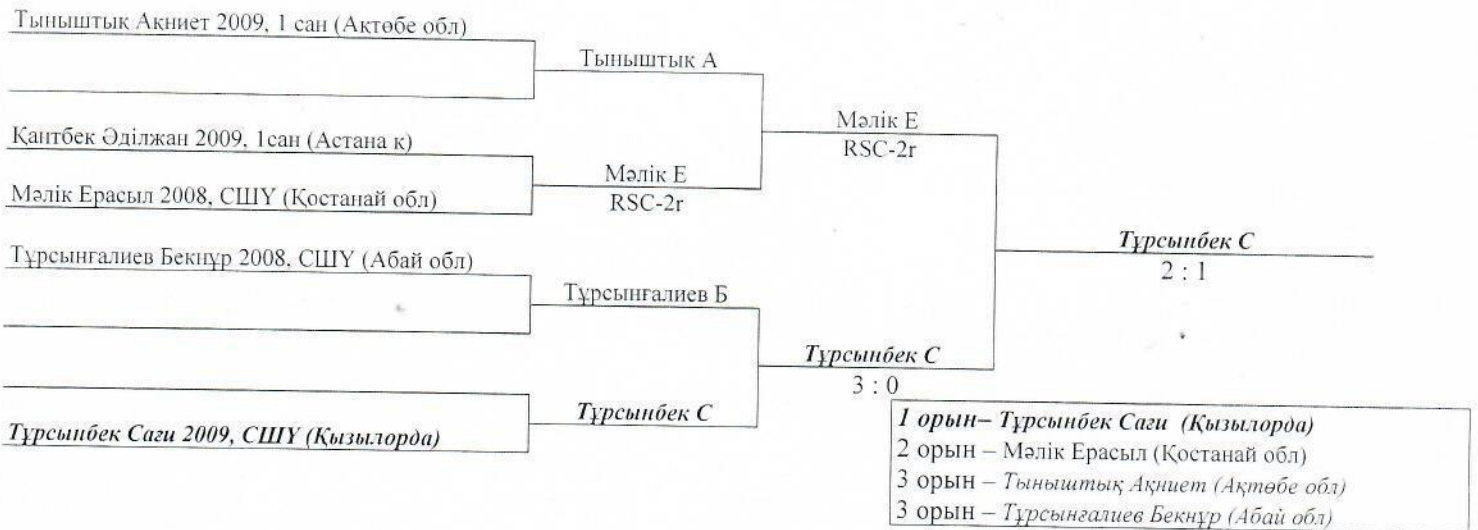 Тыныштық Ақниет 2009, 1 сан (Ақтөбе обл)
Тыныштық А
Қантбек Әділжан 2009, 1сан (Астана қ)
Мәлік Е
RSC-2r
Мәлік Ерасыл 2008, СШҮ (Қостанай обл)
Мәлік Е
RSC-2r
Тұрсынғалиев Бекнұр 2008, СШҮ (Абай обл)
Тұрсынғалиев Б
Тұрсынбек С
2 : 1
Тұрсынбек С
3 : 0
Тұрсынбек С
Тұрсынбек Саги 2009, СШҮ (Қызылорда)
1 орын– Тұрсынбек Саги (Қызылорда)
2 орын – Мәлік Ерасыл (Қостанай обл)
3 орын – Тыныштық Ақниет (Ақтөбе обл)
3 орын – Тұрсынғалиев Бекнұр (Абай обл)